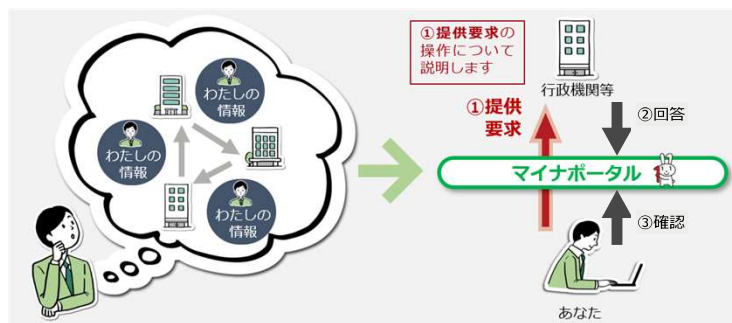 わたしの
情報
わたしの
情報
わたしの
情報
①提供要求の
操作について
説明します
行政機関等
①提供
要求
②回答
マイナポータル
③確認
あなた